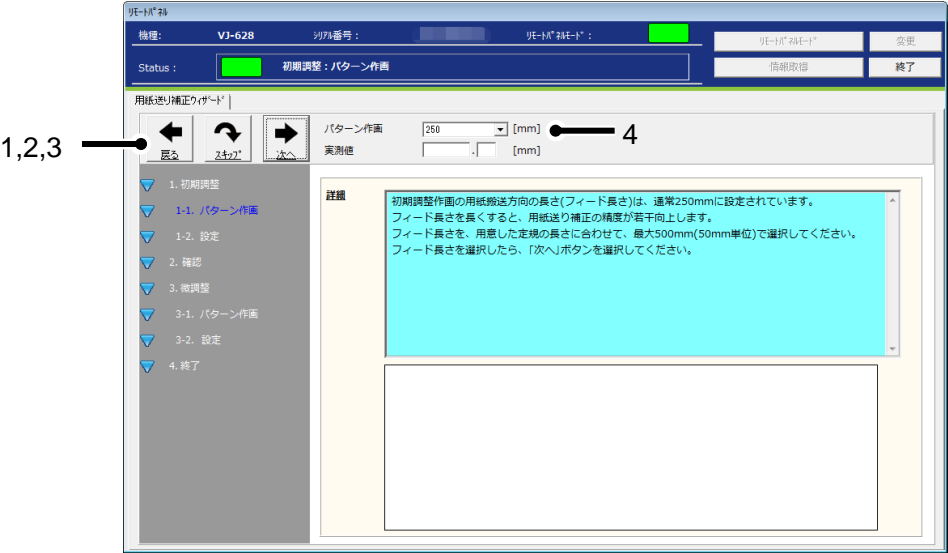 ﾘﾓｰﾄﾊﾟﾈﾙ
機種: VJ-628 ｼﾘｱﾙ番号: ﾘﾓｰﾄﾊﾟﾈﾙﾓｰﾄﾞ: ﾘﾓｰﾄﾊﾟﾈﾙﾓｰﾄﾞ 変更
Status: 初期調整:パターン作画 情報取得 終了
用紙送り補正ｳｨｻﾞｰﾄﾞ
1,2,3
戻る ｽｷｯﾌﾟ 次へ
パターン作画 250 [mm] 4
実測値 . [mm]
1. 初期調整
1-1. パターン作画
1-2. 設定
2. 確認
3. 微調整
3-1. パターン作画
3-2. 設定
4. 終了
詳細
初期調整作画の用紙搬送方向の長さ(フィード長さ)は、通常250mmに設定されています。
フィード長さを長くすると、用紙送り補正の精度が若干向上します。
フィード長さを、用意した定規の長さに合わせて、最大500mm(50mm単位)で選択してください。
フィード長さを選択したら、「次へ」ボタンを選択してください。